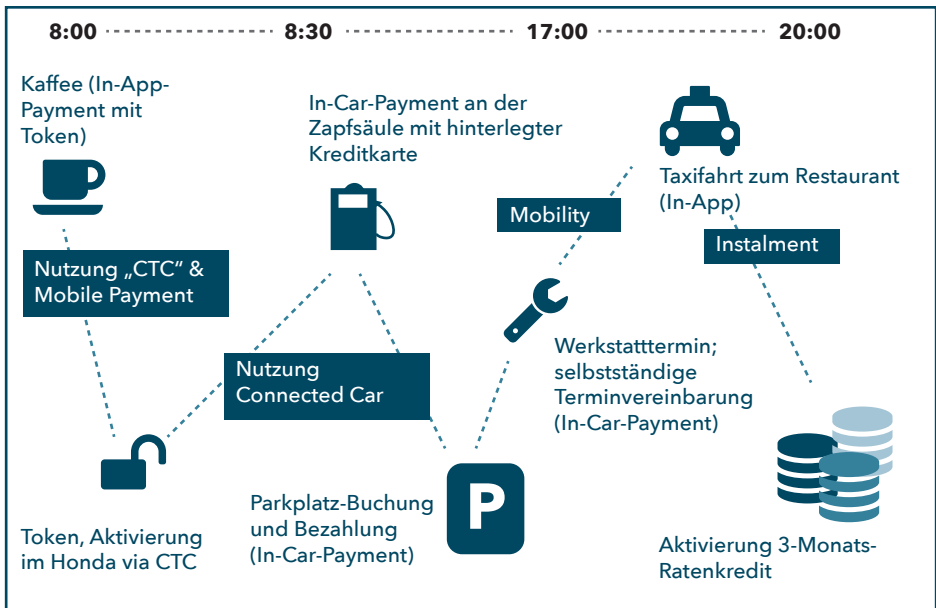 8:00 8:30 17:00 20:00
Kaffee (In-App-
Payment mit
Token)
Nutzung „CTC“ &
Mobile Payment
Token, Aktivierung
im Honda via CTC
In-Car-Payment an der
Zapfsäule mit hinterlegter
Kreditkarte
Nutzung
Connected Car
Parkplatz-Buchung
und Bezahlung
(In-Car-Payment)
P
Mobility
Werkstatttermin;
selbstständige
Terminvereinbarung
(In-Car-Payment)
Taxifahrt zum Restaurant
(In-App)
Instalment
Aktivierung 3-Monats-
Ratenkredit